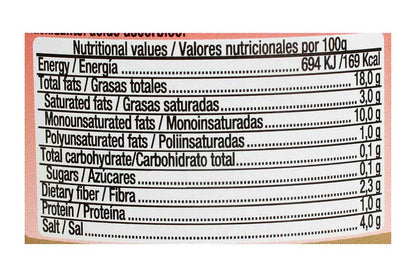 Nutritional values / Valores nutricionales por 100g
Energy / Energía ........ 694 KJ /169 Kcal
Total fats / Grasas totales ........ 18,0 g
Saturated fats / Grasas saturadas ........ 3,0 g
Monounsaturated fats / Monoinsaturadas ........ 10,0 g
Polyunsaturated fats / Poliinsaturadas ........ 1,0 g
Total carbohydrate/Carbohidrato total ........ 0,1 g
Sugars / Azúcares ........ 0,1 g
Dietary fiber / Fibra ........ 2,3 g
Protein / Proteína ........ 1,0 g
Salt / Sal ........ 4,0 g